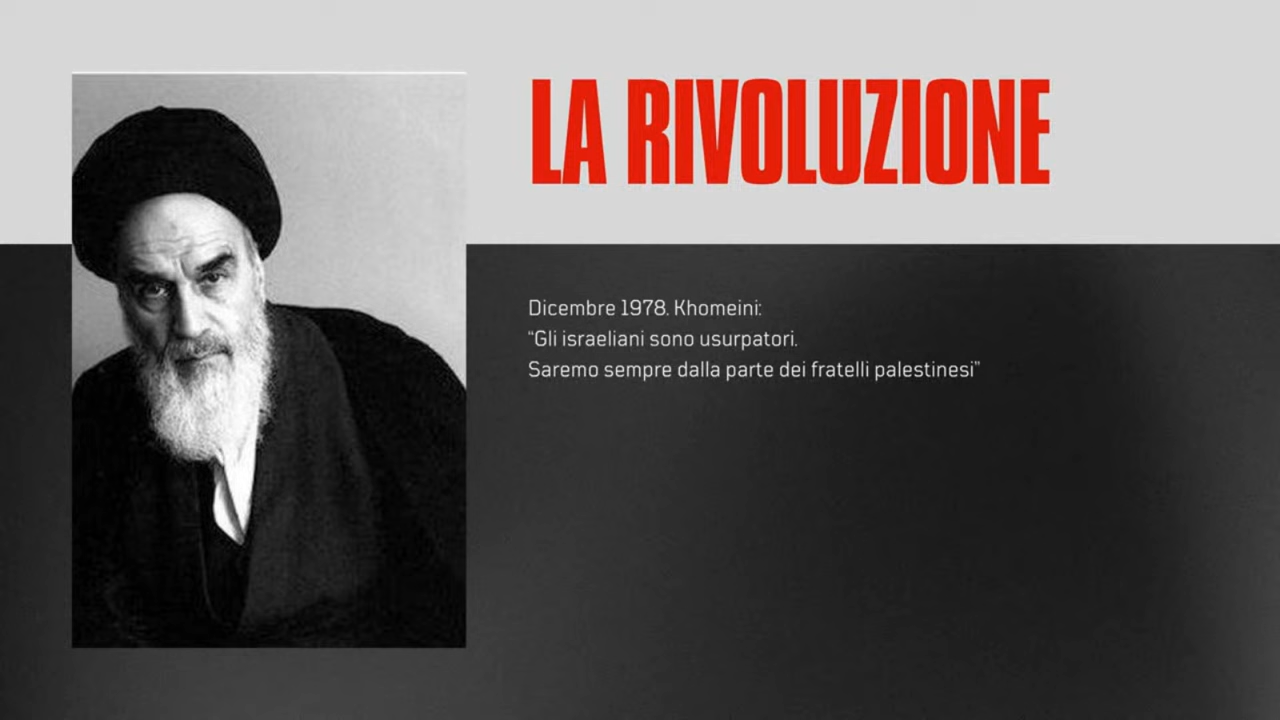 LA RIVOLUZIONE
Dicembre 1978. Khomeini:
“Gli israeliani sono usurpatori.
Saremo sempre dalla parte dei fratelli palestinesi”